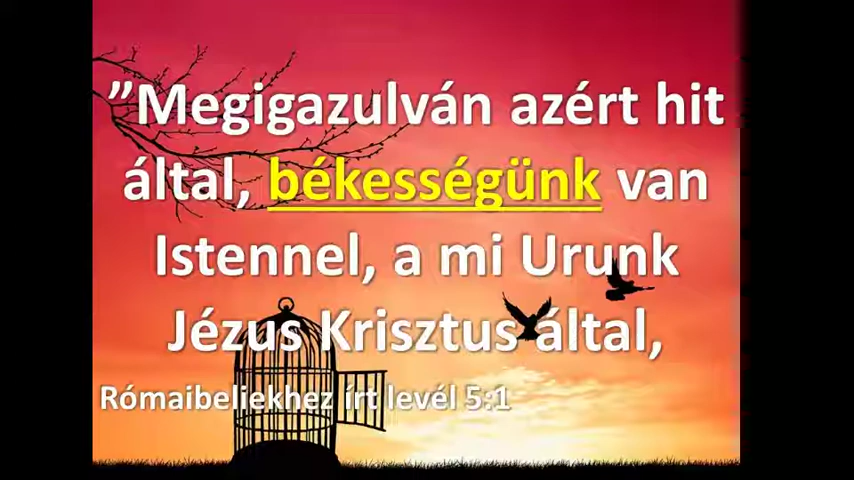 ”Megigazulván azért hit
által, békességünk van
Istennel, a mi Urunk
Jézus Krisztus által,
Rómaibeliekhez írt levél 5:1